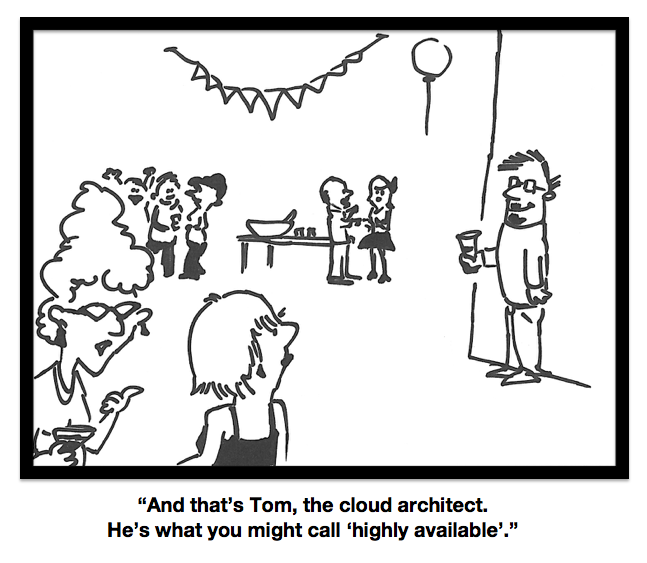 “And that’s Tom, the cloud architect.
He’s what you might call ‘highly available’.”